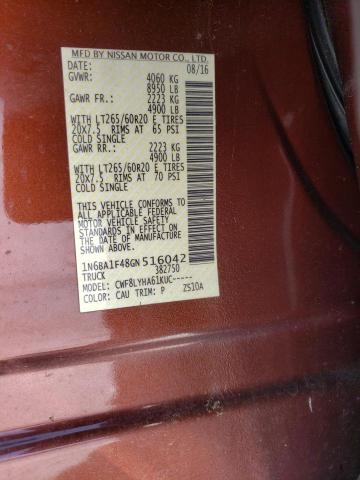 MFD BY NISSAN MOTOR CO., LTD.
DATE: 08/16
GVWR: 4060 KG
8950 LB
GAWR FR.: 2223 KG
4900 LB
WITH LT265/60R20 E TIRES
20X7.5 RIMS AT 65 PSI
COLD SINGLE
GAWR RR.: 2223 KG
4900 LB
WITH LT265/60R20 E TIRES
20X7.5 RIMS AT 70 PSI
COLD SINGLE
THIS VEHICLE CONFORMS TO
ALL APPLICABLE FEDERAL
MOTOR VEHICLE SAFETY
STANDARDS IN EFFECT ON
THE DATE OF MANUFACTURE
SHOWN ABOVE.
1N6BA1F48GN516042
TRUCK 382750
MODEL: CWF8LYHA61KUC-----
COLOR: CAU TRIM: P ZS10A